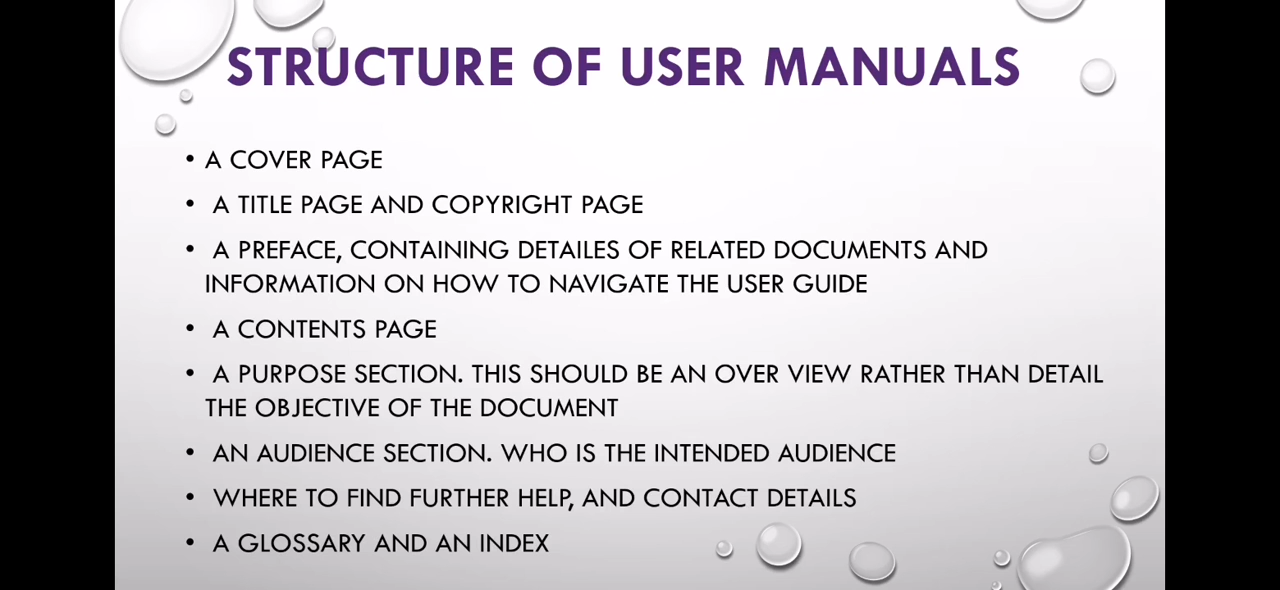 STRUCTURE OF USER MANUALS
• A COVER PAGE
• A TITLE PAGE AND COPYRIGHT PAGE
• A PREFACE, CONTAINING DETAILES OF RELATED DOCUMENTS AND
INFORMATION ON HOW TO NAVIGATE THE USER GUIDE
• A CONTENTS PAGE
• A PURPOSE SECTION. THIS SHOULD BE AN OVER VIEW RATHER THAN DETAIL
THE OBJECTIVE OF THE DOCUMENT
• AN AUDIENCE SECTION. WHO IS THE INTENDED AUDIENCE
• WHERE TO FIND FURTHER HELP, AND CONTACT DETAILS
• A GLOSSARY AND AN INDEX